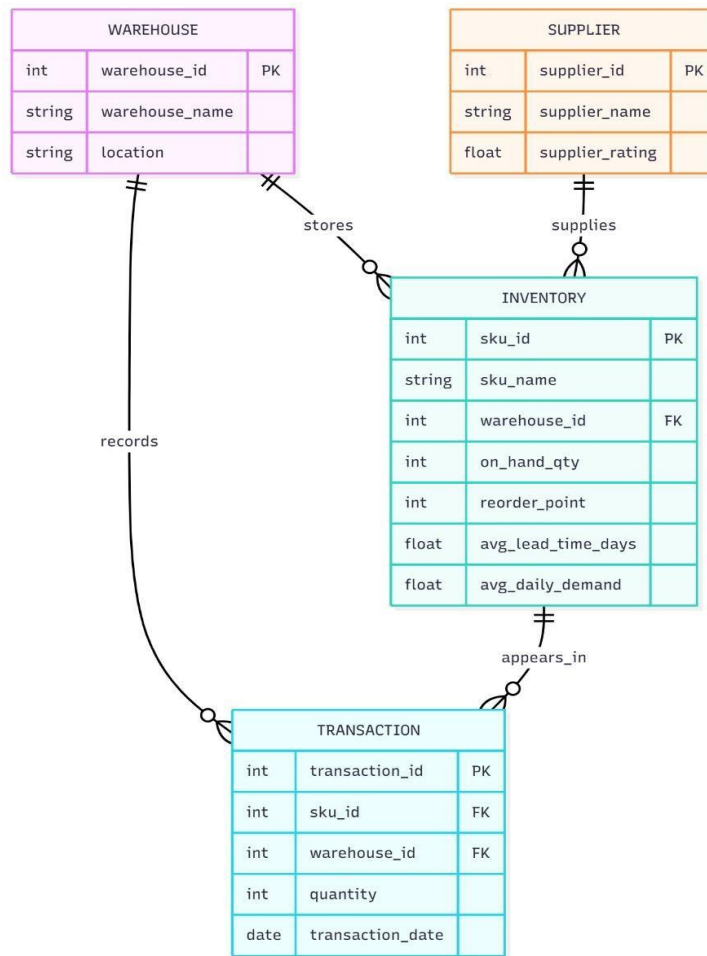 WAREHOUSE
int warehouse_id PK
string warehouse_name
string location
SUPPLIER
int supplier_id PK
string supplier_name
float supplier_rating
stores
supplies
INVENTORY
int sku_id PK
string sku_name
int warehouse_id FK
int on_hand_qty
int reorder_point
float avg_lead_time_days
float avg_daily_demand
records
appears_in
TRANSACTION
int transaction_id PK
int sku_id FK
int warehouse_id FK
int quantity
date transaction_date